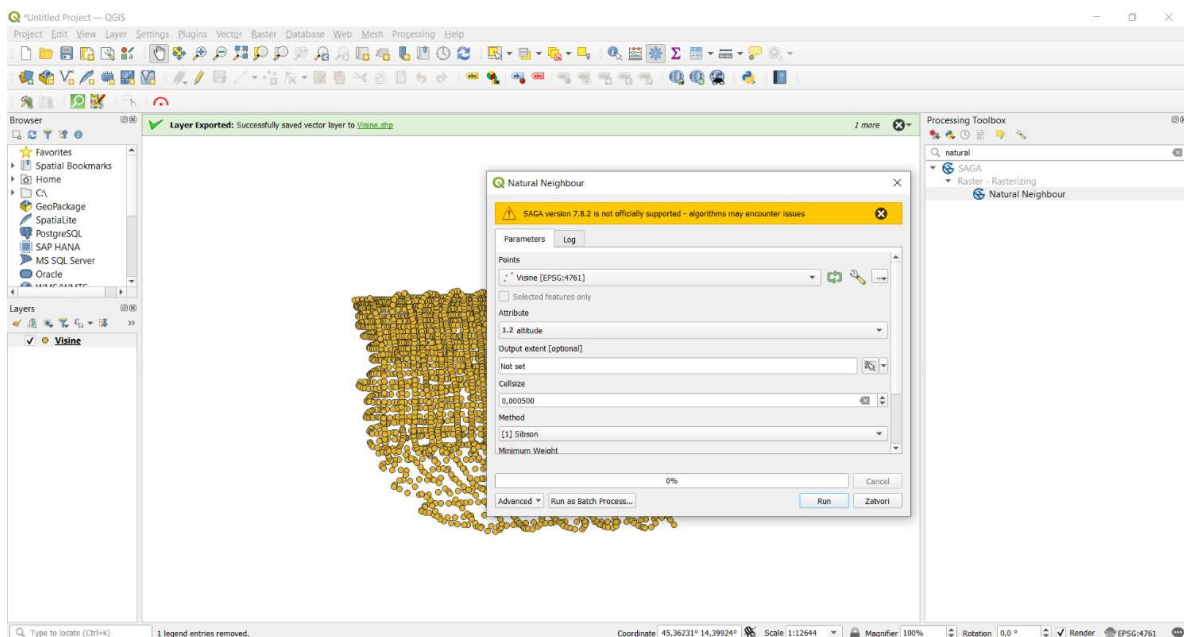 *Untitled Project — QGIS
Project Edit View Layer Settings Plugins Vector Raster Database Web Mesh Processing Help
Browser
Favorites
Spatial Bookmarks
Home
C:\
GeoPackage
SpatiaLite
PostgreSQL
SAP HANA
MS SQL Server
Oracle
Layers
Visine
Layer Exported: Successfully saved vector layer to Visine.shp
1 more
Natural Neighbour
SAGA version 7.8.2 is not officially supported - algorithms may encounter issues
Parameters Log
Points
Visine [EPSG:4761]
Selected features only
Attribute
1.2 altitude
Output extent [optional]
Not set
Cellsize
0,000500
Method
[1] Sibson
Minimum Weight
0%
Cancel
Advanced Run as Batch Process... Run Zatvori
Processing Toolbox
natural
SAGA
Raster - Rasterizing
Natural Neighbour
Type to locate (Ctrl+K) 1 legend entries removed. Coordinate 45,36231° 14,39924° Scale 1:12644 Magnifier 100% Rotation 0,0 ° Render EPSG:4761